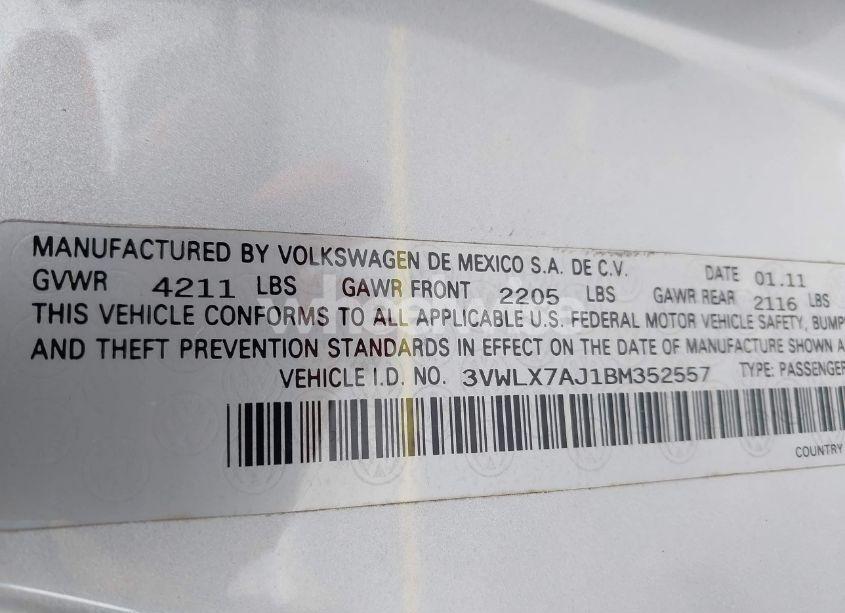 MANUFACTURED BY VOLKSWAGEN DE MEXICO S.A. DE C.V. DATE 01.11
GVWR 4211 LBS GAWR FRONT 2205 LBS GAWR REAR 2116 LBS
THIS VEHICLE CONFORMS TO ALL APPLICABLE U.S. FEDERAL MOTOR VEHICLE SAFETY, BUMP
AND THEFT PREVENTION STANDARDS IN EFFECT ON THE DATE OF MANUFACTURE SHOWN A
VEHICLE I.D. NO. 3VWLX7AJ1BM352557 TYPE: PASSENGER
COUNTRY